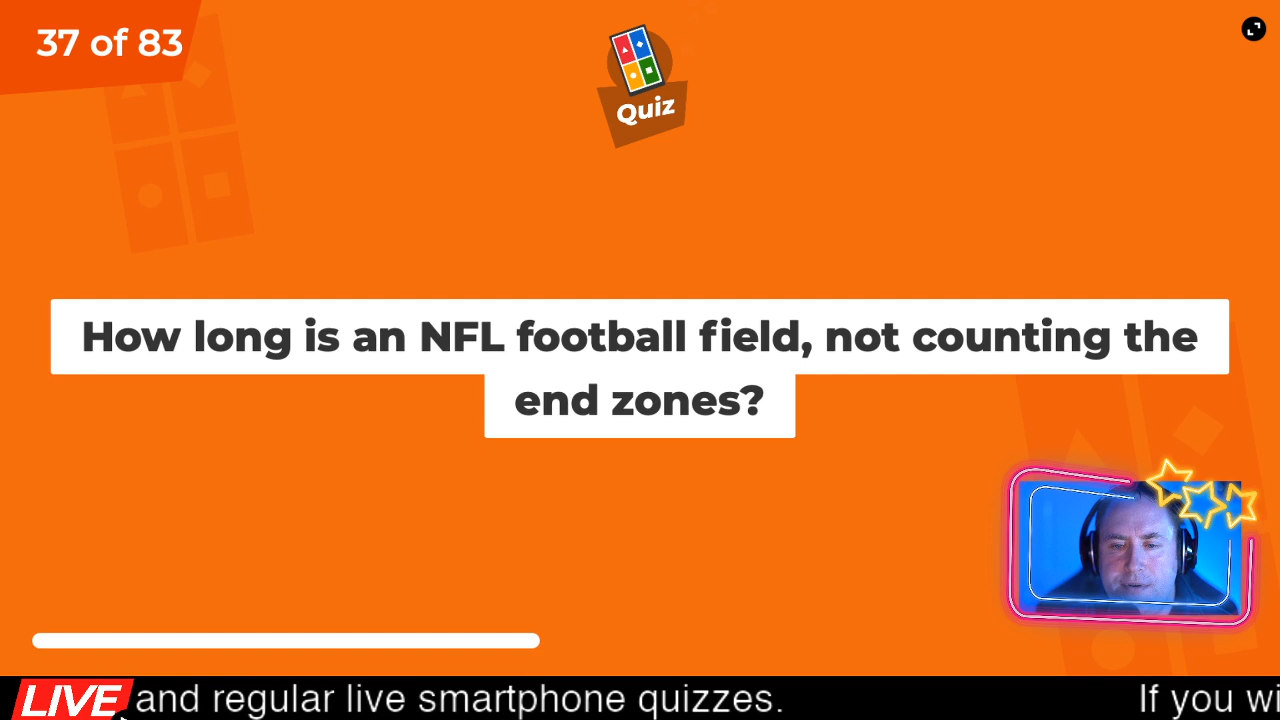 37 of 83
Quiz
How long is an NFL football field, not counting the
end zones?
LIVE and regular live smartphone quizzes. If you wi